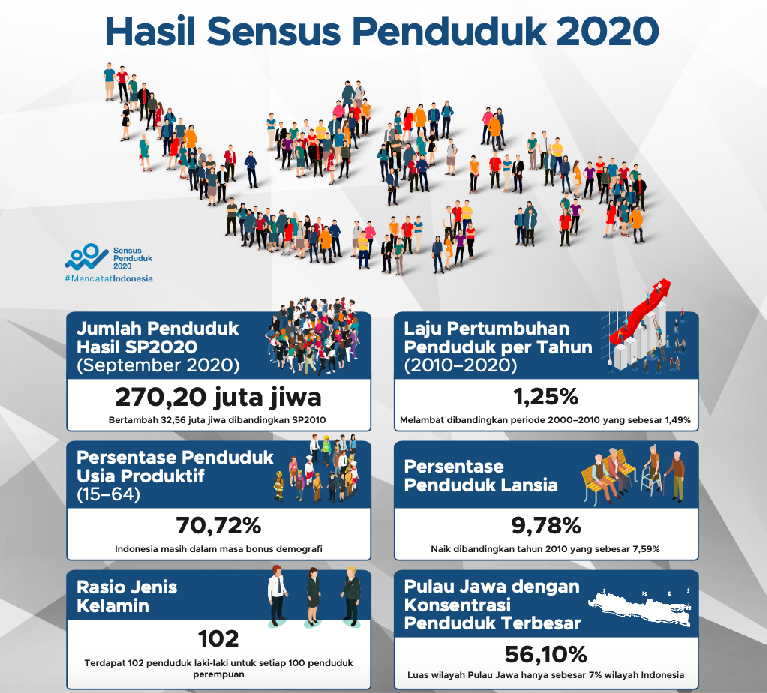 Hasil Sensus Penduduk 2020
Sensus
Penduduk
2020
#MencatatIndonesia
Jumlah Penduduk
Hasil SP2020
(September 2020)
270,20 juta jiwa
Bertambah 32,56 juta jiwa dibandingkan SP2010
Laju Pertumbuhan
Penduduk per Tahun
(2010–2020)
1,25%
Melambat dibandingkan periode 2000–2010 yang sebesar 1,49%
Persentase Penduduk
Usia Produktif
(15–64)
70,72%
Indonesia masih dalam masa bonus demografi
Persentase
Penduduk Lansia
9,78%
Naik dibandingkan tahun 2010 yang sebesar 7,59%
Rasio Jenis
Kelamin
102
Terdapat 102 penduduk laki-laki untuk setiap 100 penduduk
perempuan
Pulau Jawa dengan
Konsentrasi
Penduduk Terbesar
56,10%
Luas wilayah Pulau Jawa hanya sebesar 7% wilayah Indonesia